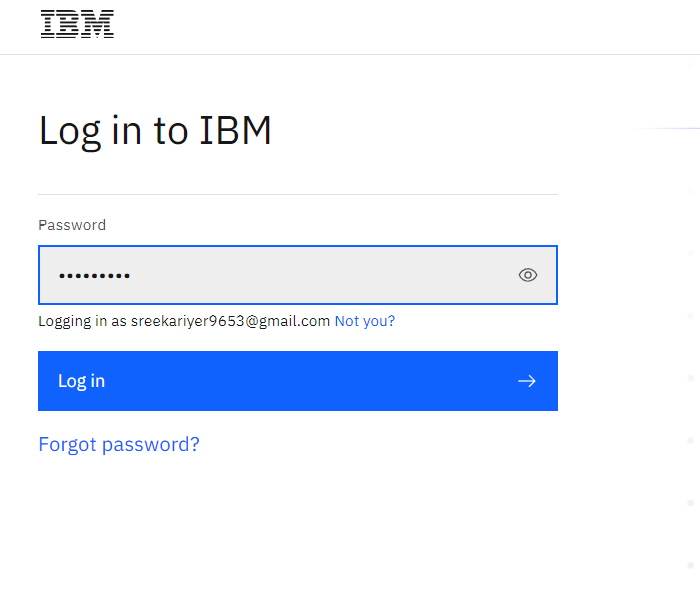 IBM
Log in to IBM
Password
•••••••••
Logging in as sreekariyer9653@gmail.com Not you?
Log in
Forgot password?